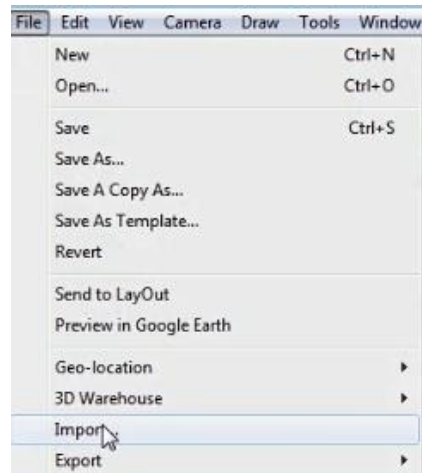 File Edit View Camera Draw Tools Window
New Ctrl+N
Open... Ctrl+O
Save Ctrl+S
Save As...
Save A Copy As...
Save As Template...
Revert
Send to LayOut
Preview in Google Earth
Geo-location
3D Warehouse
Import...
Export